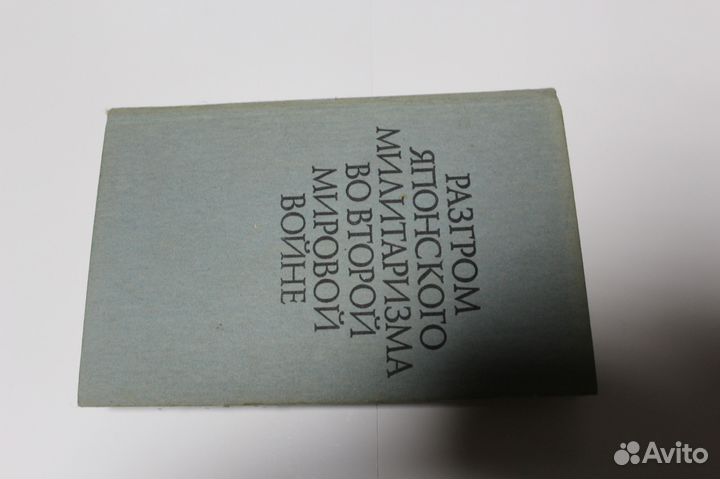 РАЗГРОМ
ЯПОНСКОГО
МИЛИТАРИЗМА
ВО ВТОРОЙ
МИРОВОЙ
ВОЙНЕ
Avito